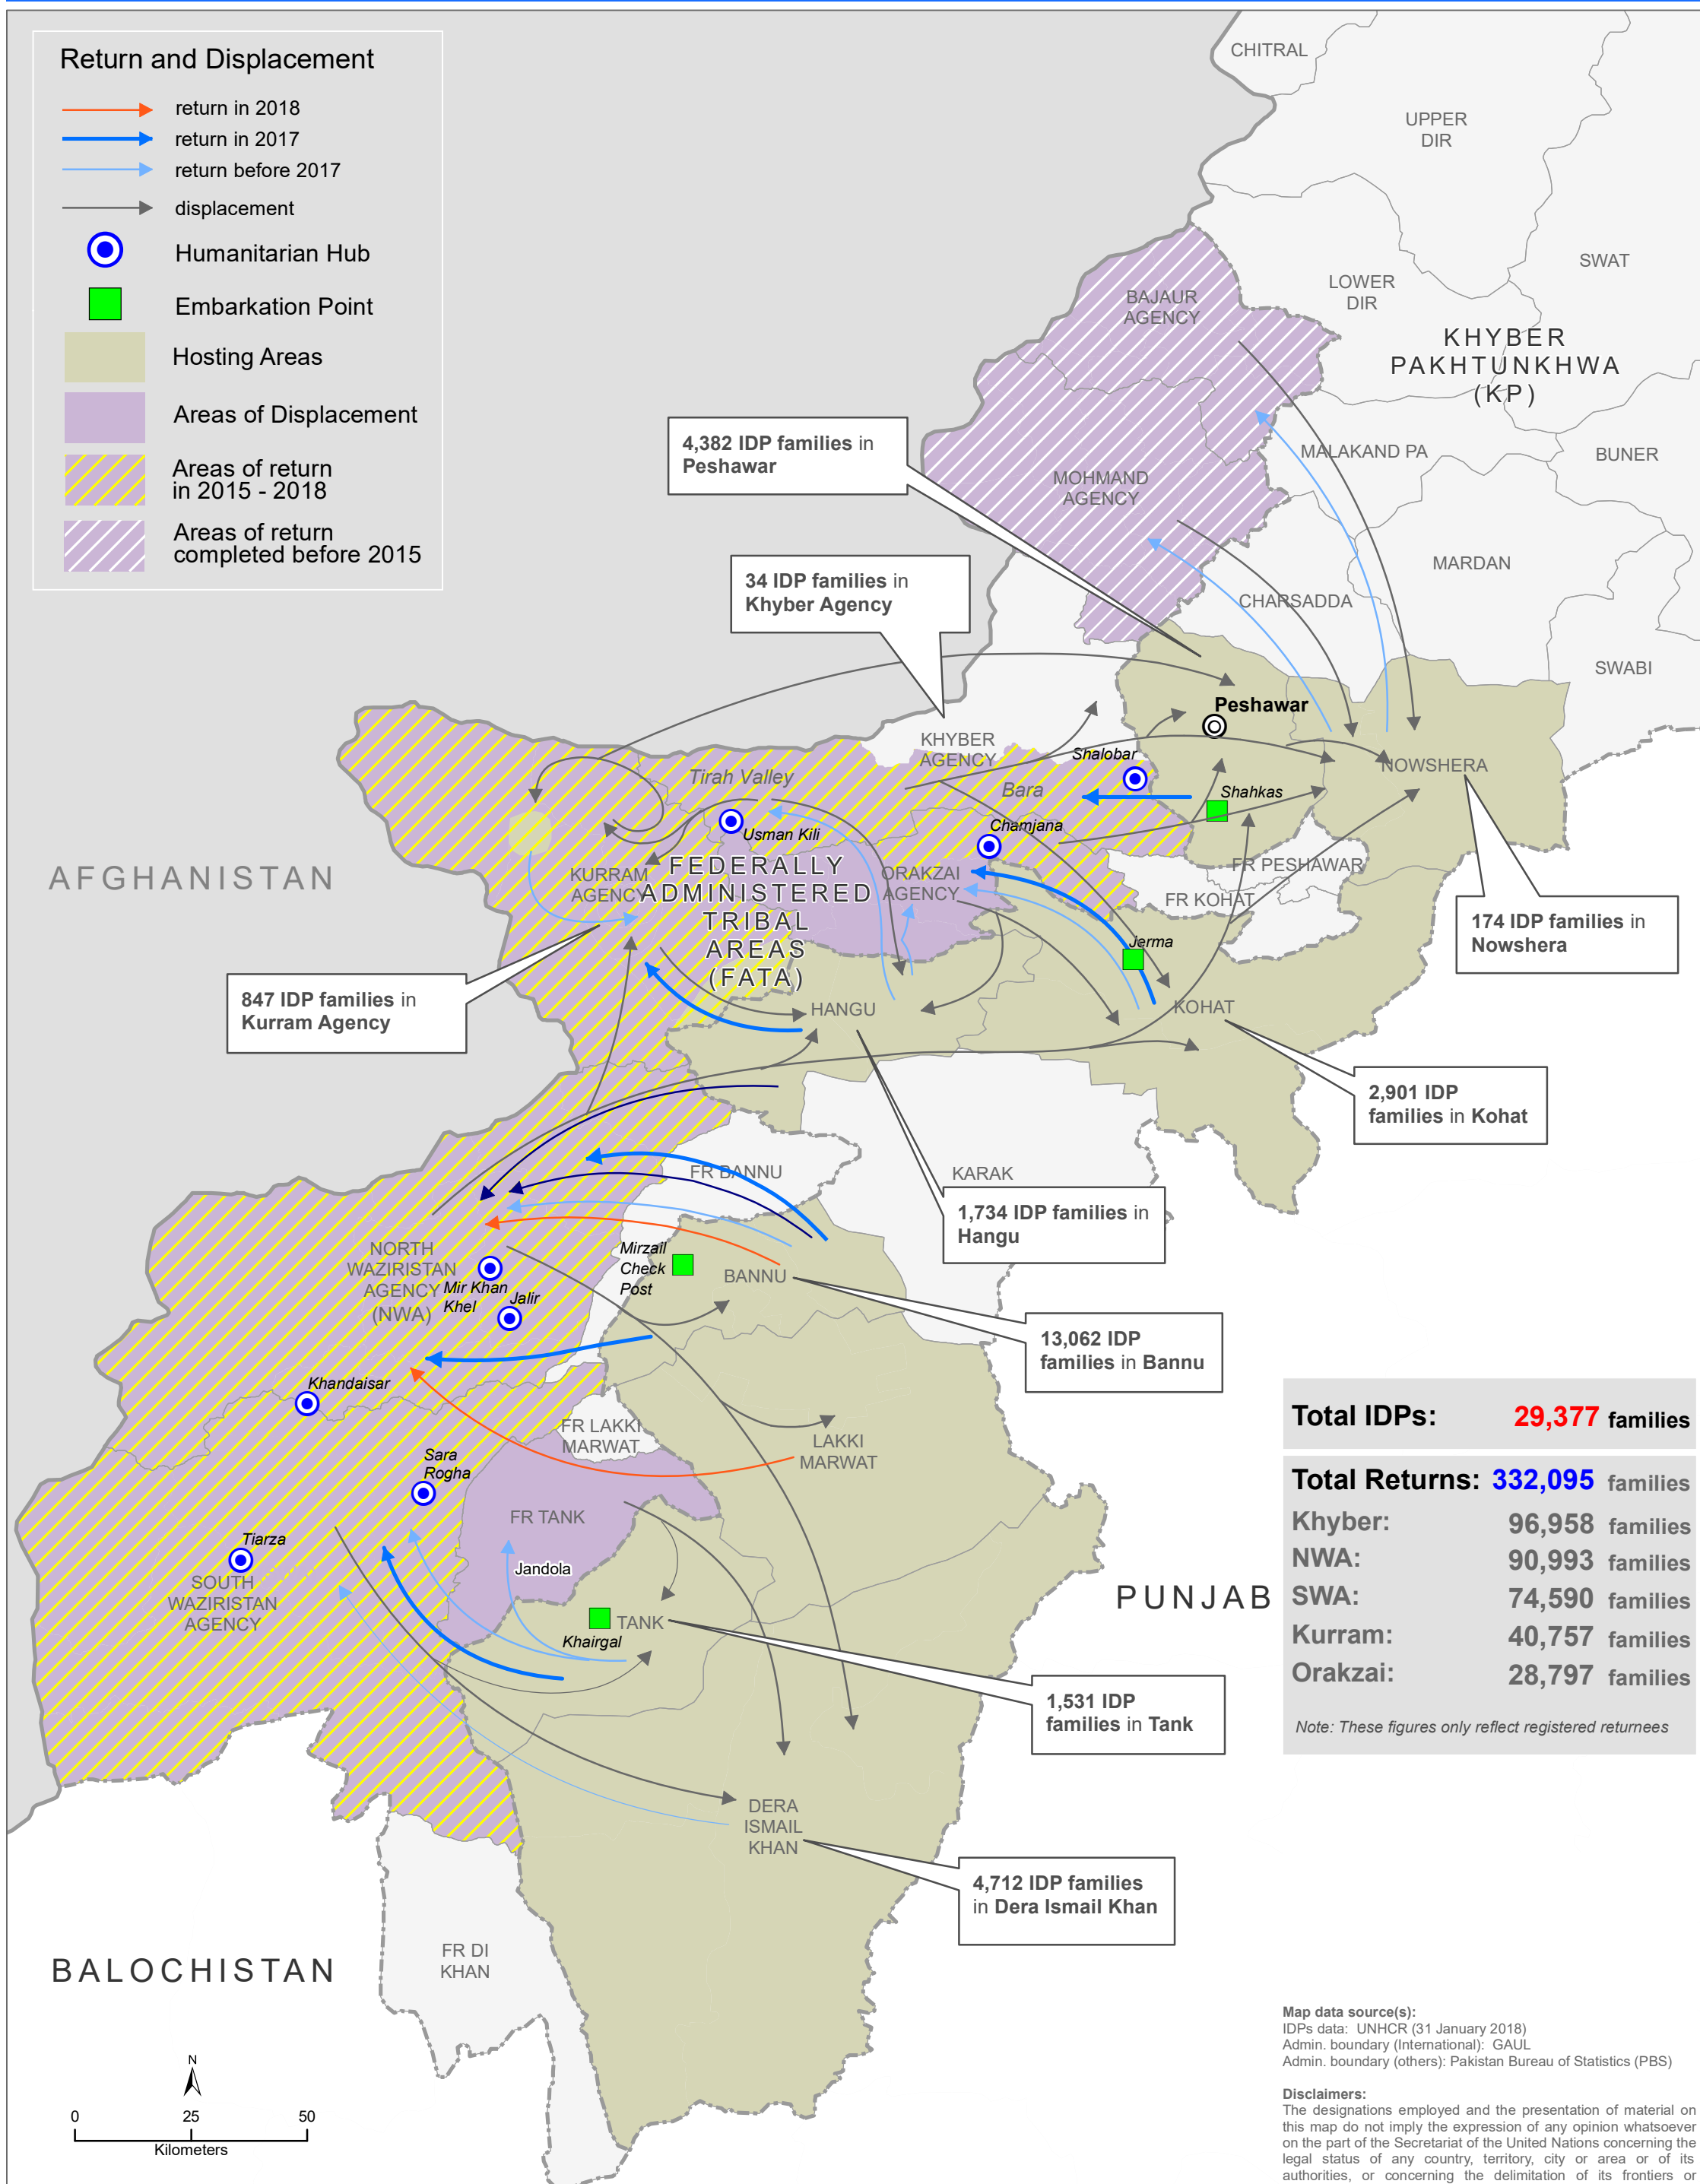 Return and Displacement
return in 2018
return in 2017
return before 2017
displacement
Humanitarian Hub
Embarkation Point
Hosting Areas
Areas of Displacement
Areas of return
in 2015 - 2018
Areas of return
completed before 2015
CHITRAL
UPPER
DIR
SWAT
LOWER
DIR
BAJAUR
AGENCY
KHYBER
PAKHTUNKHWA
(KP)
MALAKAND PA
BUNER
4,382 IDP families in
Peshawar
MOHMAND
AGENCY
MARDAN
34 IDP families in
Khyber Agency
CHARSADDA
SWABI
Peshawar
KHYBER
AGENCY
Shalobar
NOWSHERA
Tirah Valley
Bara
Shahkas
Usman Kili
Chamjana
AFGHANISTAN
KURRAM
AGENCY
FEDERALLY
ADMINISTERED
TRIBAL
AREAS
(FATA)
ORAKZAI
AGENCY
FR PESHAWAR
FR KOHAT
174 IDP families in
Nowshera
Jerma
847 IDP families in
Kurram Agency
HANGU
KOHAT
2,901 IDP
families in Kohat
FR BANNU
KARAK
1,734 IDP families in
Hangu
NORTH
WAZIRISTAN
AGENCY
(NWA)
Mir Khan
Khel
Jalir
Mirzail
Check
Post
BANNU
13,062 IDP
families in Bannu
Khandaisar
FR LAKKI
MARWAT
LAKKI
MARWAT
Sara
Rogha
FR TANK
Tiarza
Jandola
SOUTH
WAZIRISTAN
AGENCY
TANK
Khairgal
PUNJAB
1,531 IDP
families in Tank
Total IDPs: 29,377 families
Total Returns: 332,095 families
Khyber: 96,958 families
NWA: 90,993 families
SWA: 74,590 families
Kurram: 40,757 families
Orakzai: 28,797 families
Note: These figures only reflect registered returnees
DERA
ISMAIL
KHAN
4,712 IDP families
in Dera Ismail Khan
FR DI
KHAN
BALOCHISTAN
N
0 25 50
Kilometers
Map data source(s):
IDPs data: UNHCR (31 January 2018)
Admin. boundary (International): GAUL
Admin. boundary (others): Pakistan Bureau of Statistics (PBS)
Disclaimers:
The designations employed and the presentation of material on
this map do not imply the expression of any opinion whatsoever
on the part of the Secretariat of the United Nations concerning the
legal status of any country, territory, city or area or of its
authorities, or concerning the delimitation of its frontiers or